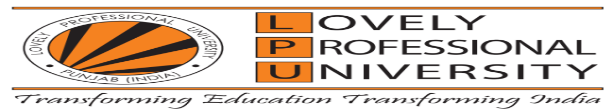 LOVELY PROFESSIONAL UNIVERSITY
PUNJAB (INDIA)
LOVELY
PROFESSIONAL
UNIVERSITY
Transforming Education Transforming India